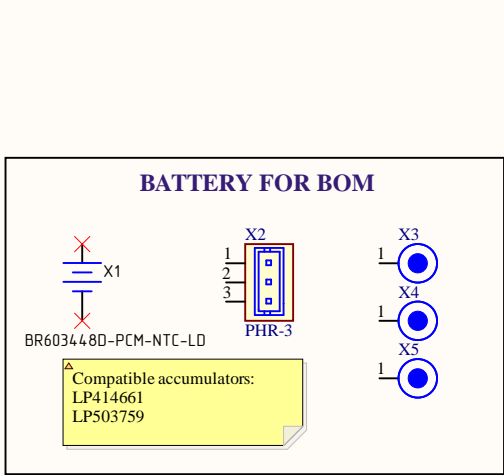 BATTERY FOR BOM
X1
BR603448D-PCM-NTC-LD
X2
1
2
3
PHR-3
X3
1
X4
1
X5
1
Compatible accumulators:
LP414661
LP503759